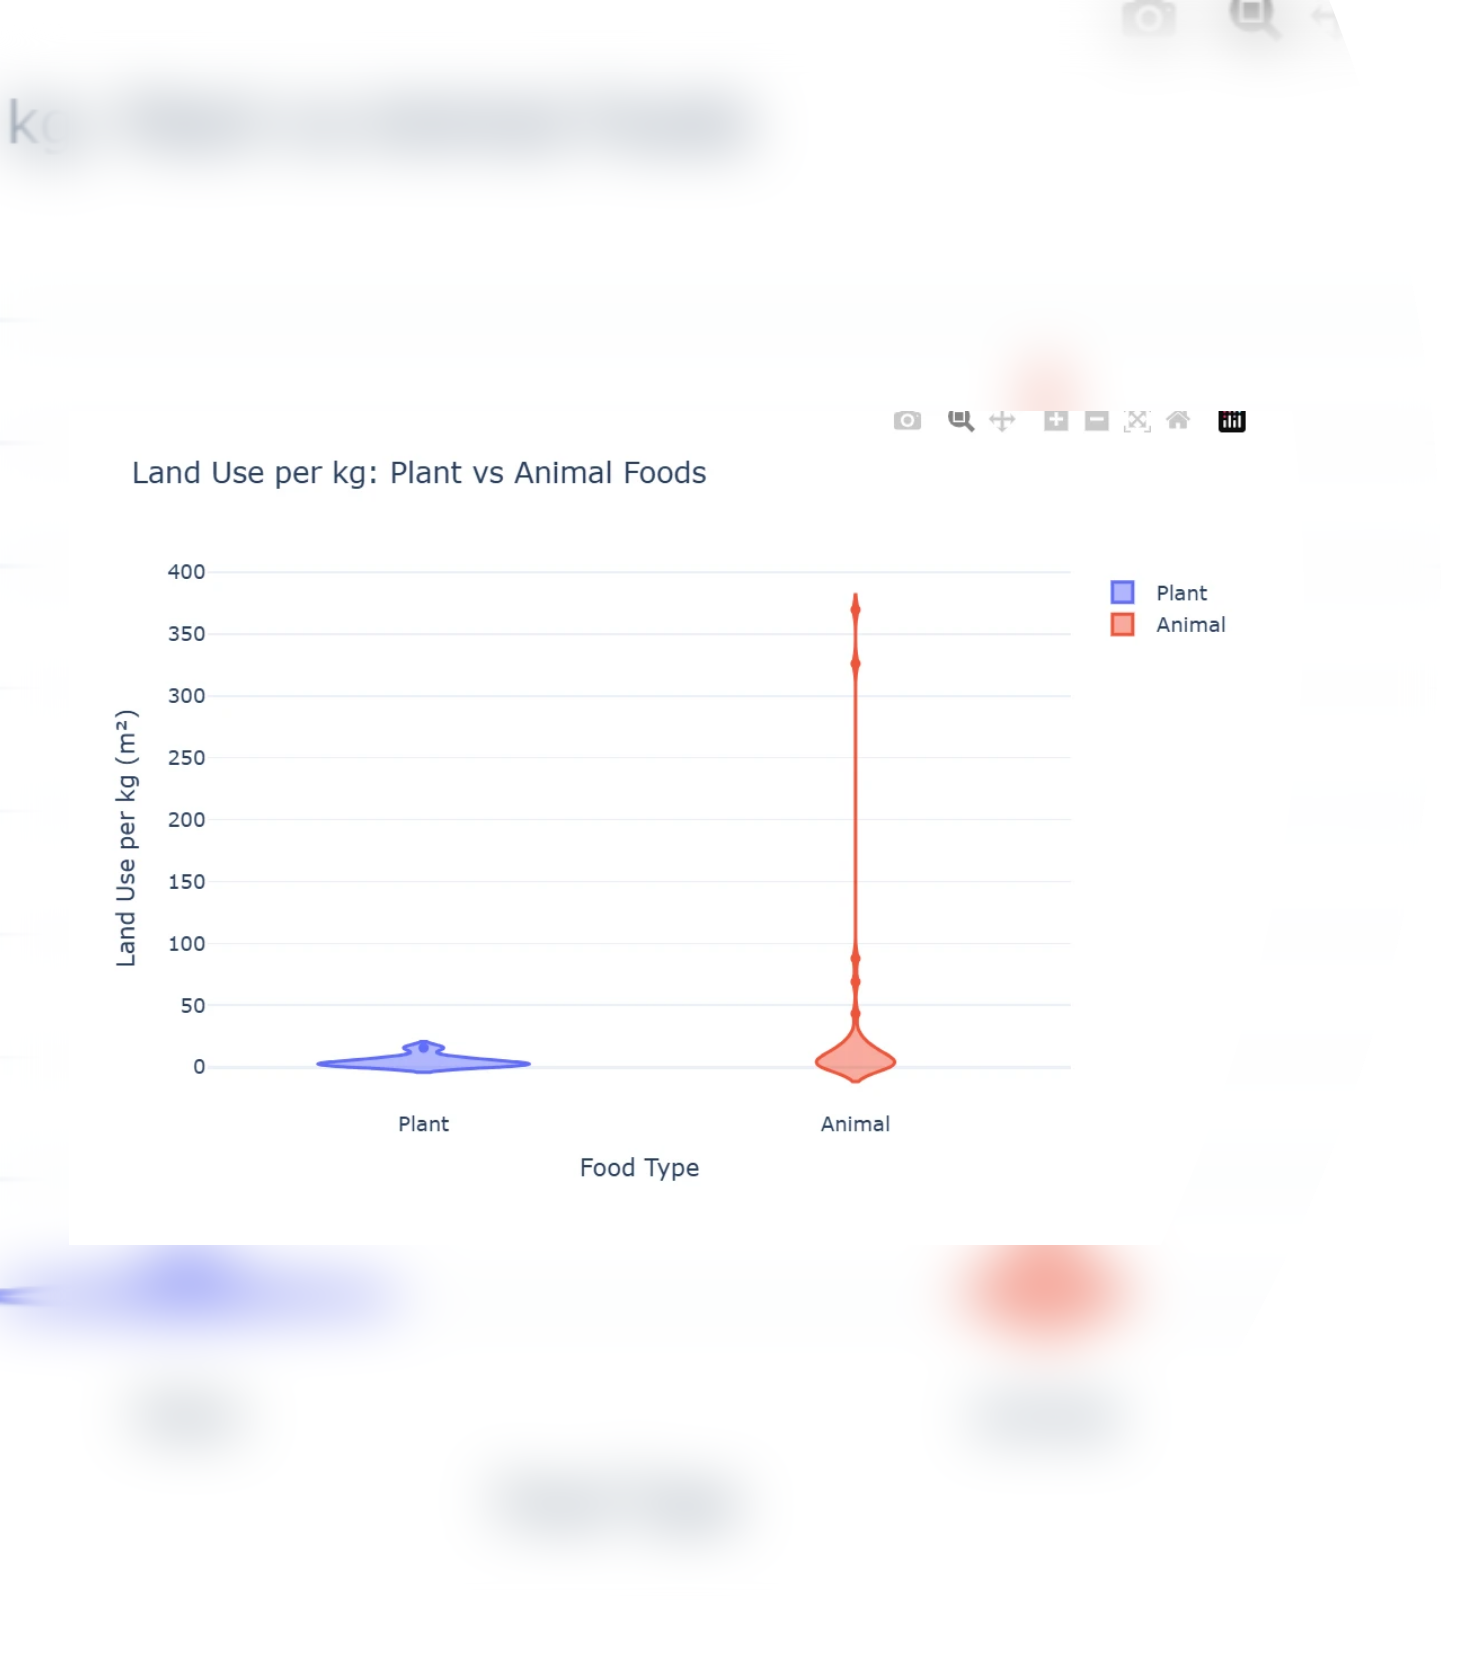 kg
Land Use per kg: Plant vs Animal Foods
400
350
300
250
200
150
100
50
0
Land Use per kg (m²)
Plant
Animal
Plant
Animal
Food Type